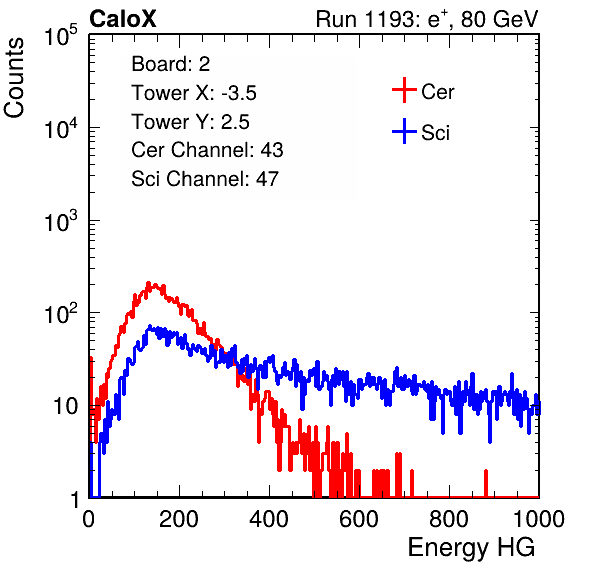 CaloX Run 1193: e⁺, 80 GeV
Counts
10⁵
10⁴
10³
10²
10
1
Board: 2
Tower X: -3.5
Tower Y: 2.5
Cer Channel: 43
Sci Channel: 47
Cer
Sci
0 200 400 600 800 1000
Energy HG